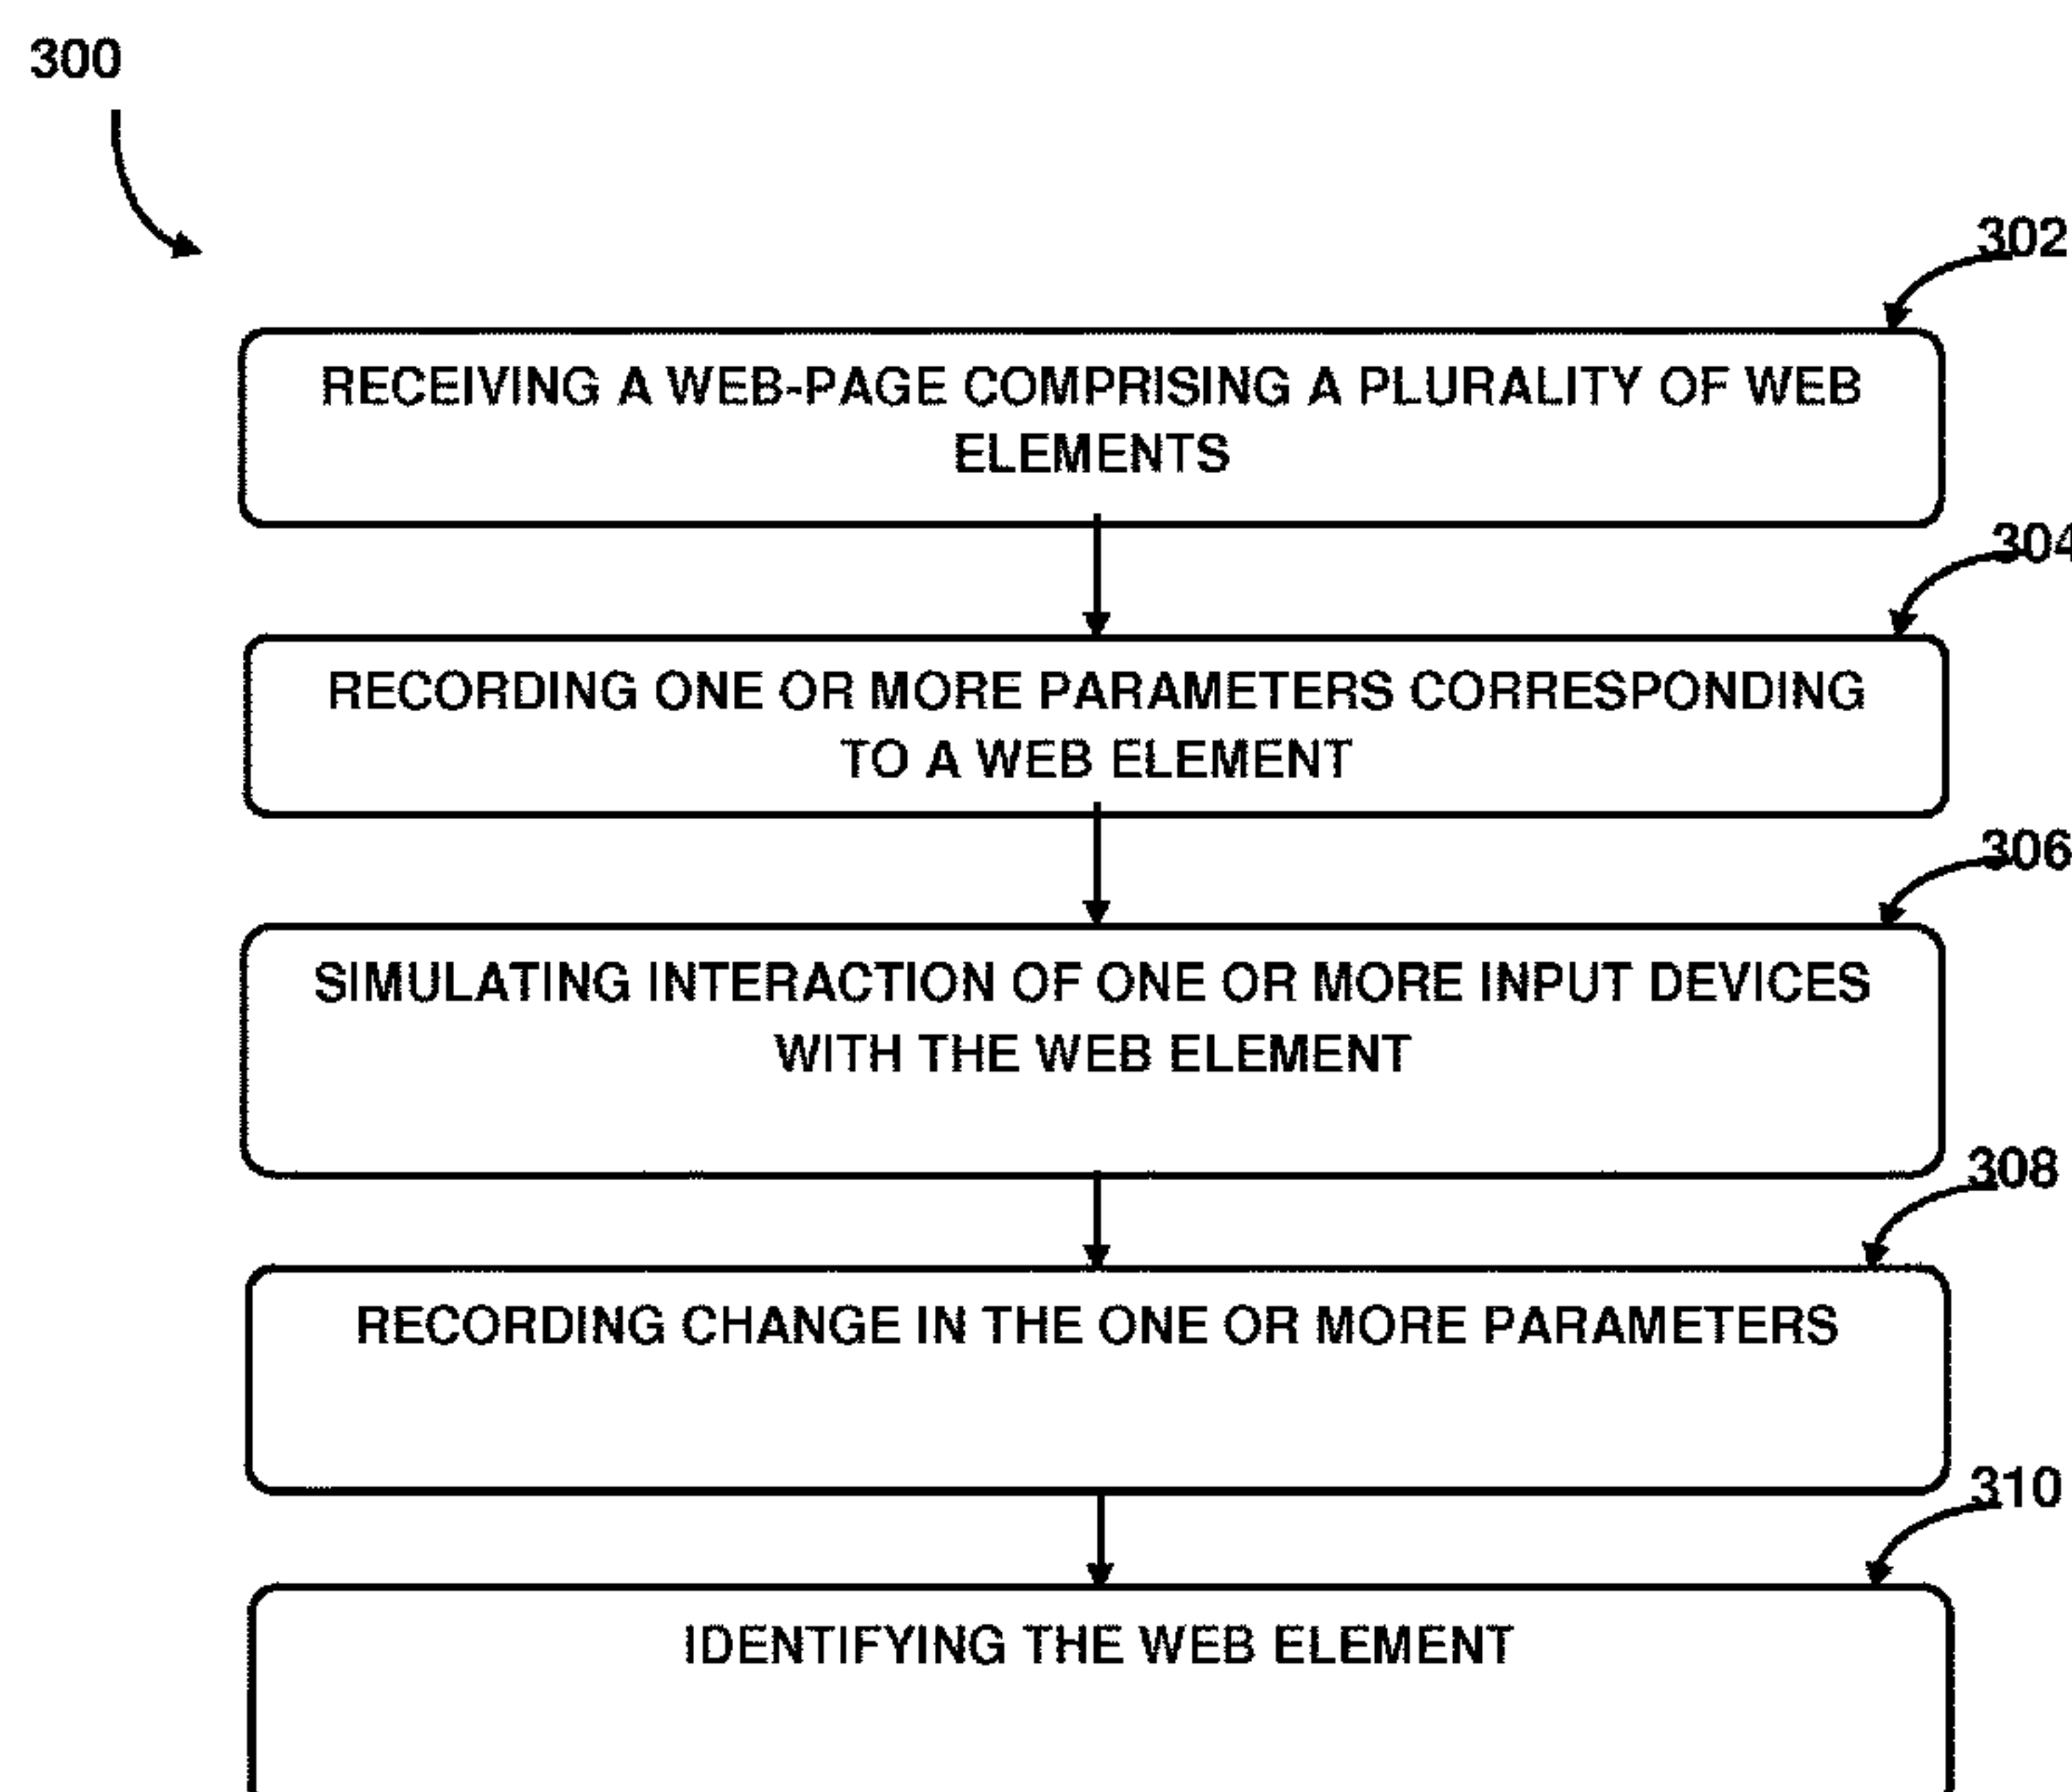 300
302
RECEIVING A WEB-PAGE COMPRISING A PLURALITY OF WEB
ELEMENTS
304
RECORDING ONE OR MORE PARAMETERS CORRESPONDING
TO A WEB ELEMENT
306
SIMULATING INTERACTION OF ONE OR MORE INPUT DEVICES
WITH THE WEB ELEMENT
308
RECORDING CHANGE IN THE ONE OR MORE PARAMETERS
310
IDENTIFYING THE WEB ELEMENT